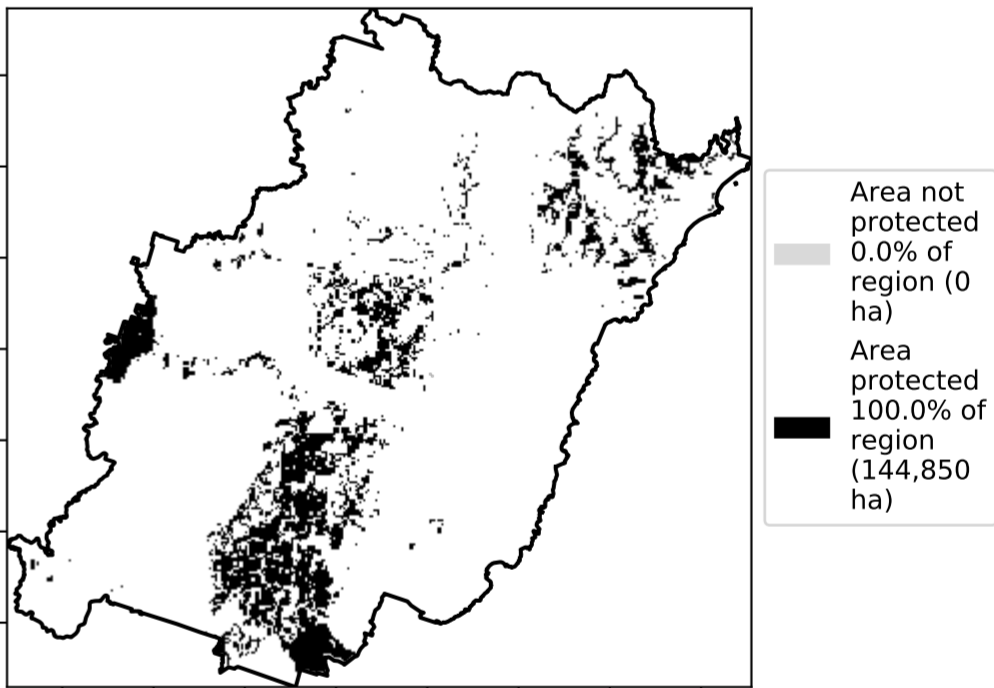 Area not
protected
0.0% of
region (0
ha)
Area
protected
100.0% of
region
(144,850
ha)